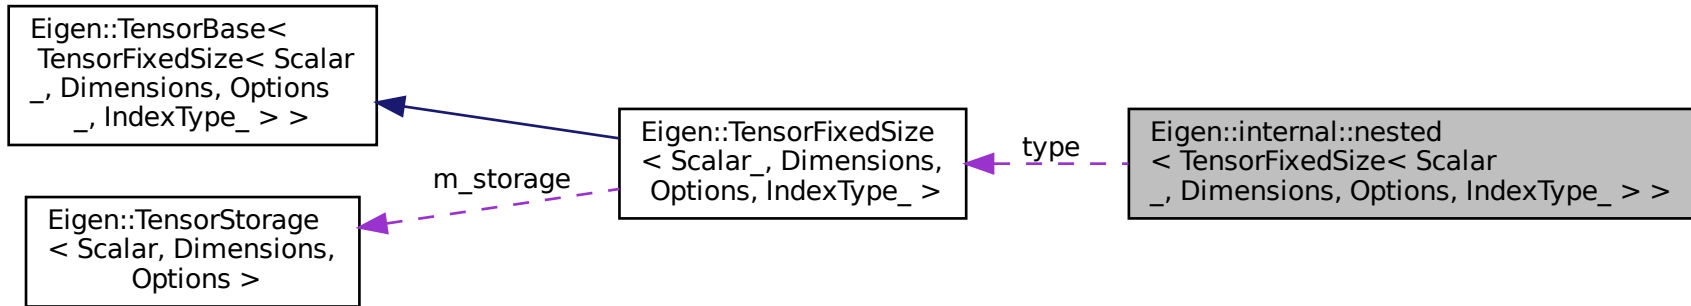 Eigen::TensorBase<
TensorFixedSize< Scalar
_, Dimensions, Options
_, IndexType_ > >
Eigen::TensorStorage
< Scalar, Dimensions,
Options >
m_storage
Eigen::TensorFixedSize
< Scalar_, Dimensions,
Options, IndexType_ >
type
Eigen::internal::nested
< TensorFixedSize< Scalar
_, Dimensions, Options, IndexType_ > >